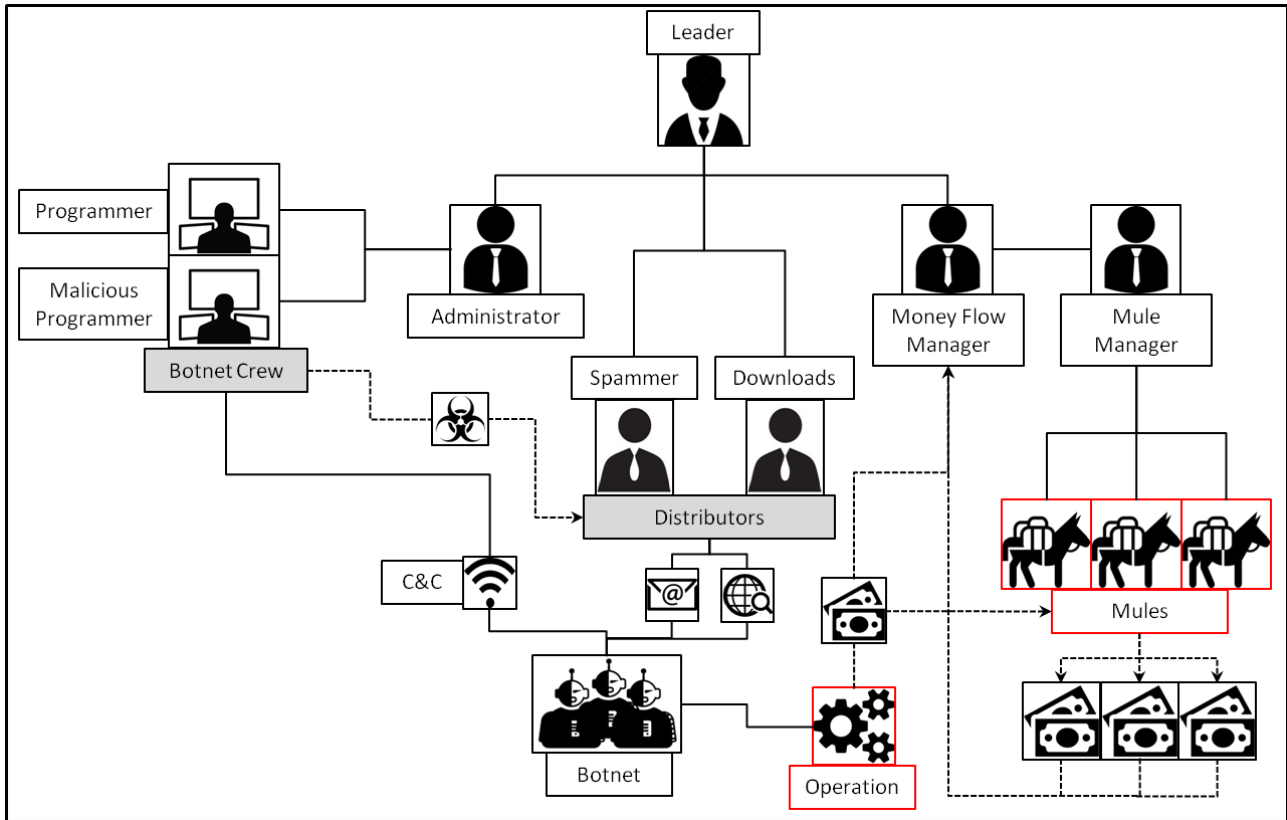 Leader
Programmer
Malicious
Programmer
Botnet Crew
Administrator
Money Flow
Manager
Mule
Manager
Spammer
Downloads
Distributors
C&C
@
Mules
Botnet
Operation